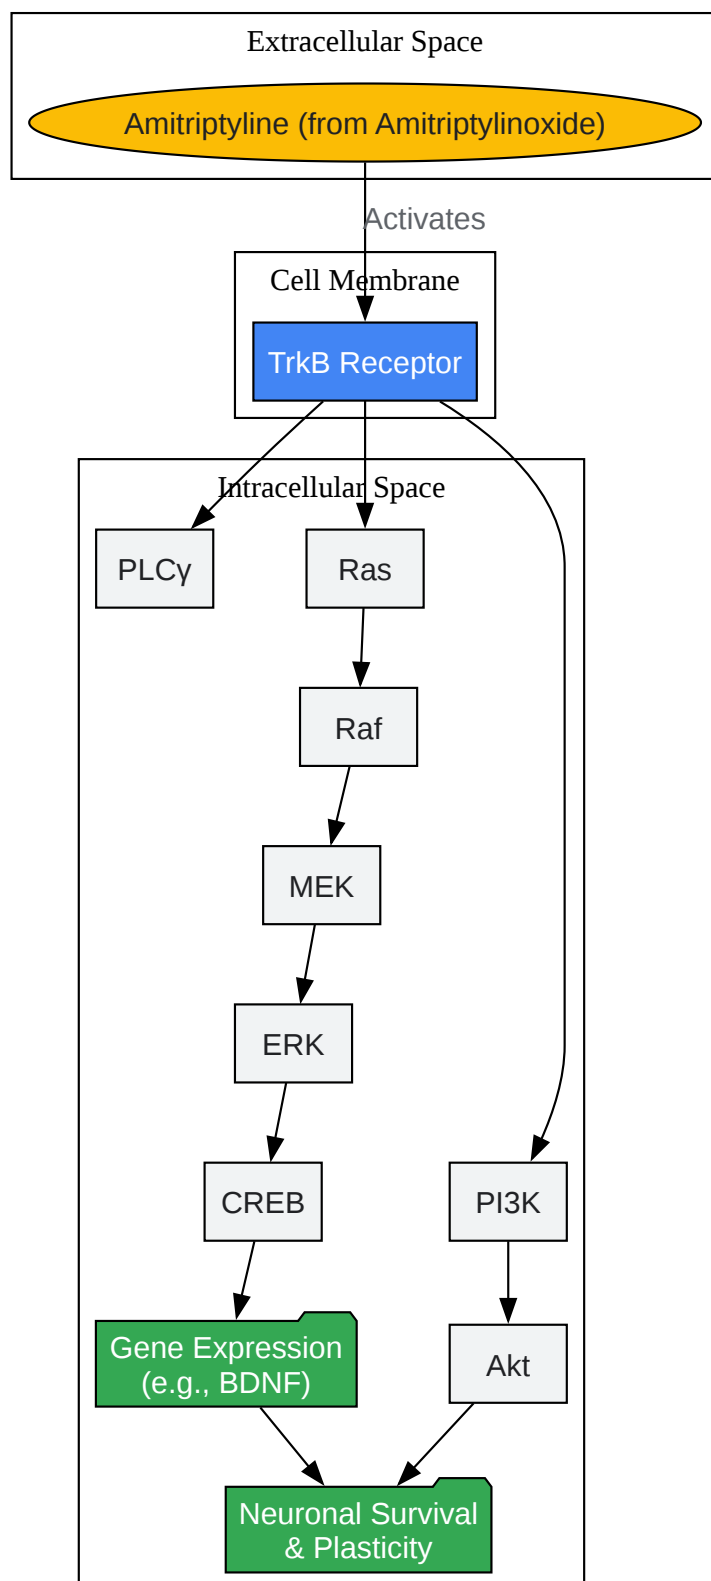 Extracellular Space
Amitriptyline (from Amitriptylinoxide)
Activates
Cell Membrane
TrkB Receptor
Intracellular Space
PLCγ
Ras
Raf
MEK
ERK
CREB
PI3K
Gene Expression
(e.g., BDNF)
Akt
Neuronal Survival
& Plasticity